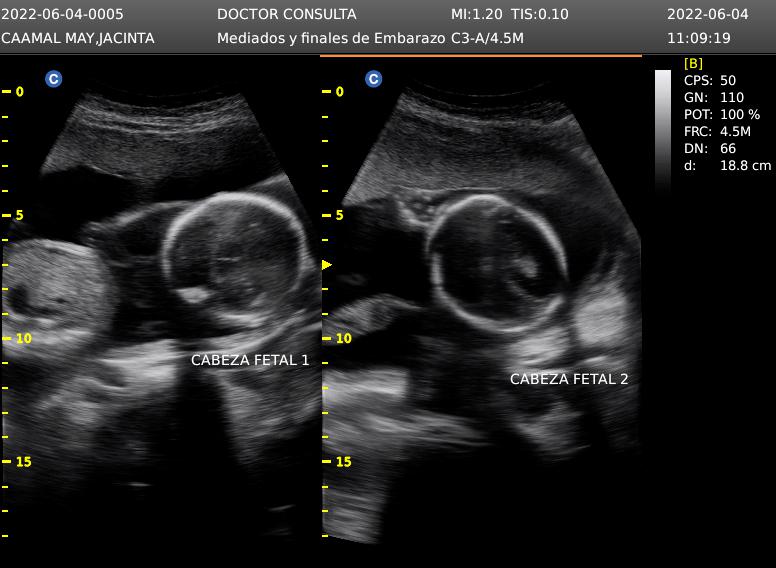 2022-06-04-0005 DOCTOR CONSULTA MI:1.20 TIS:0.10 2022-06-04
CAAMAL MAY,JACINTA Mediados y finales de Embarazo C3-A/4.5M 11:09:19
[B]
CPS: 50
GN: 110
POT: 100 %
FRC: 4.5M
DN: 66
d: 18.8 cm
C
0
5
10
15
CABEZA FETAL 1
C
0
5
10
15
CABEZA FETAL 2